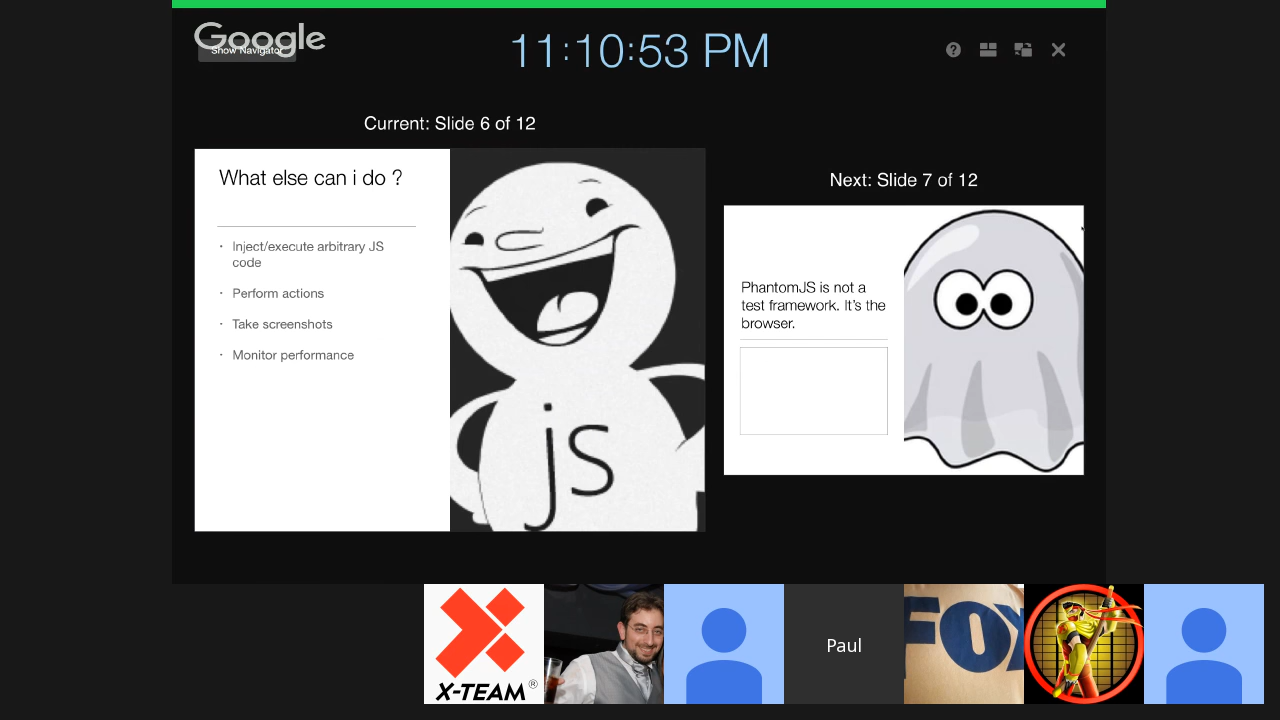 Google
Show Navigator
11:10:53 PM
Current: Slide 6 of 12
What else can i do ?
• Inject/execute arbitrary JS
code
• Perform actions
• Take screenshots
• Monitor performance
js
Next: Slide 7 of 12
PhantomJS is not a
test framework. It's the
browser.
X-TEAM®
Paul
FOX